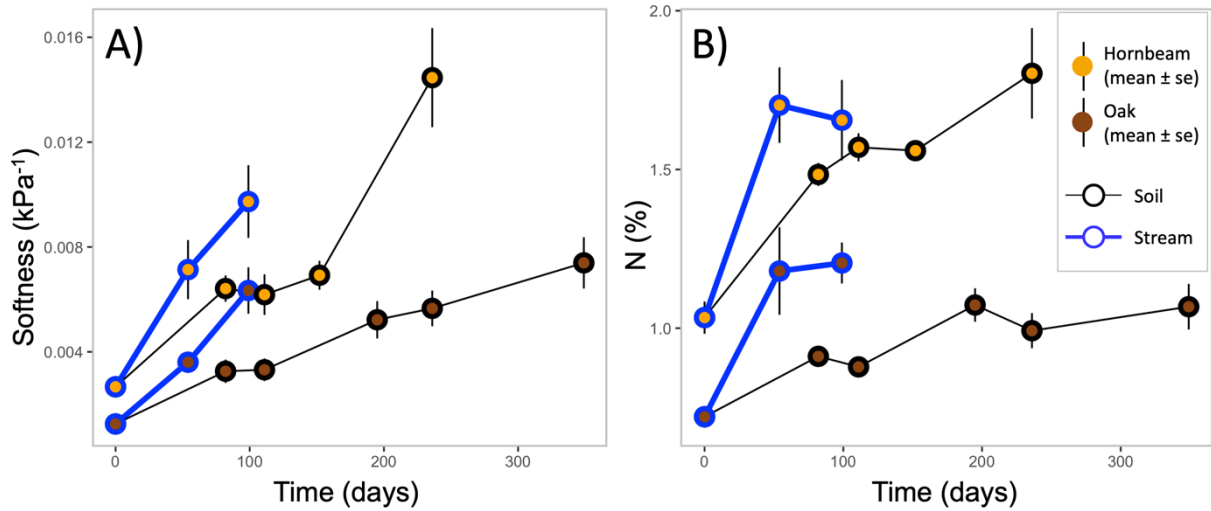 A)
Softness (kPa-1)
0.016
0.012
0.008
0.004
0
100
200
300
Time (days)
B)
N (%)
2.0
1.5
1.0
0
100
200
300
Time (days)
Hornbeam
(mean ± se)
Oak
(mean ± se)
Soil
Stream